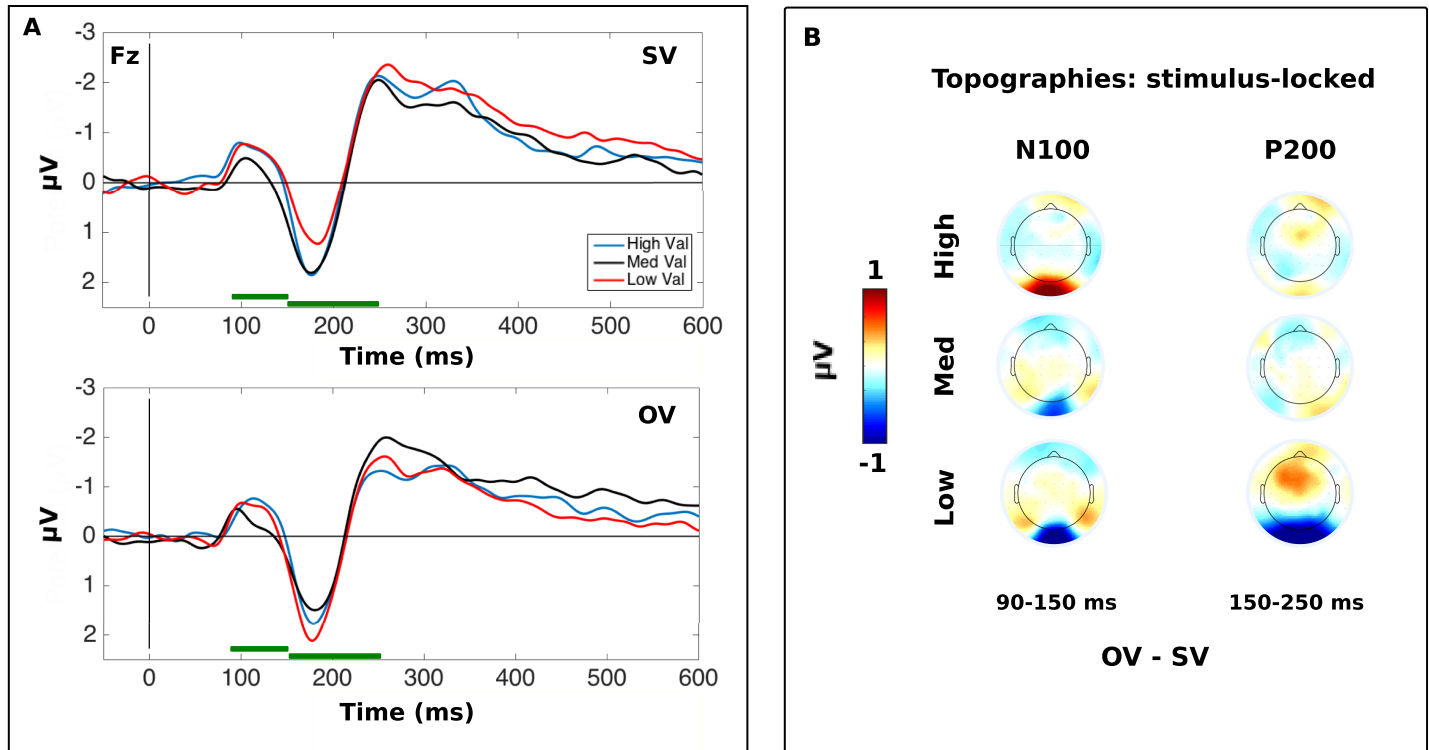 A
Fz
SV
-3
-2
-1
0
1
2
µV
High Val
Med Val
Low Val
0 100 200 300 400 500 600
Time (ms)
OV
-3
-2
-1
0
1
2
µV
0 100 200 300 400 500 600
Time (ms)
B
Topographies: stimulus-locked
N100 P200
High
Med
Low
1
µV
-1
90-150 ms 150-250 ms
OV - SV